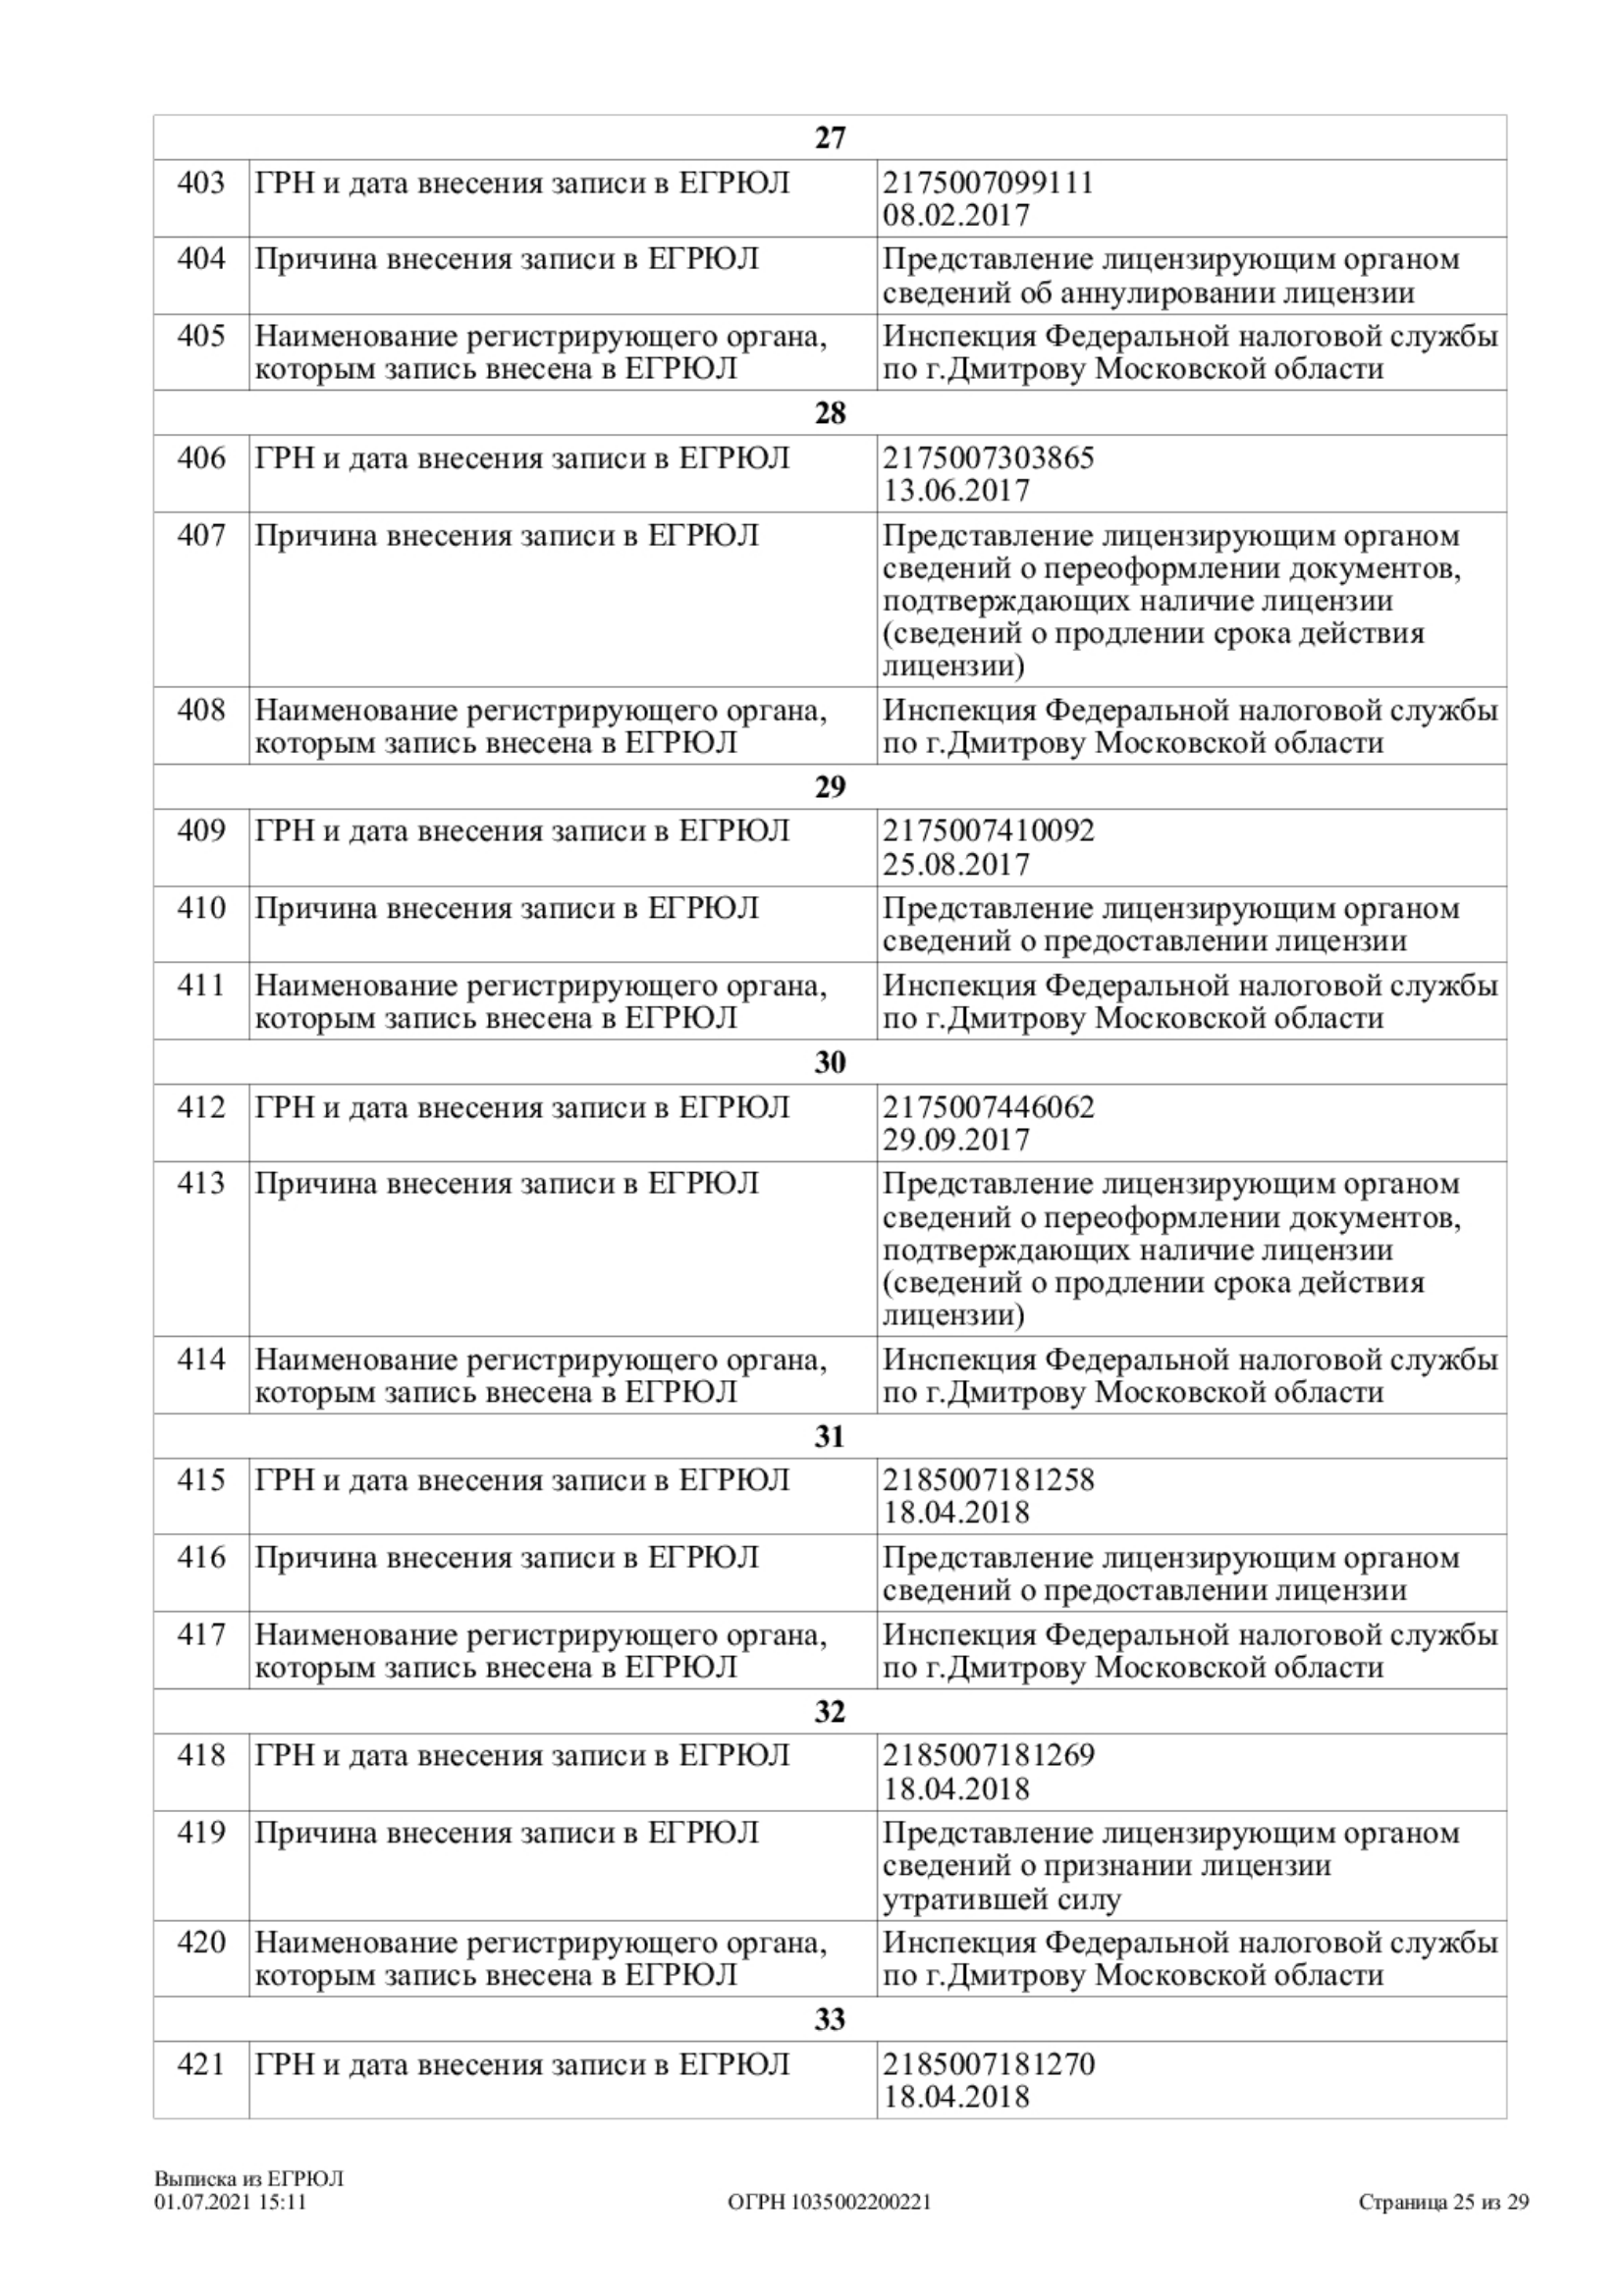 27
403 ГРН и дата внесения записи в ЕГРЮЛ 2175007099111
08.02.2017
404 Причина внесения записи в ЕГРЮЛ Представление лицензирующим органом
сведений об аннулировании лицензии
405 Наименование регистрирующего органа, Инспекция Федеральной налоговой службы
которым запись внесена в ЕГРЮЛ по г.Дмитрову Московской области
28
406 ГРН и дата внесения записи в ЕГРЮЛ 2175007303865
13.06.2017
407 Причина внесения записи в ЕГРЮЛ Представление лицензирующим органом
сведений о переоформлении документов,
подтверждающих наличие лицензии
(сведений о продлении срока действия
лицензии)
408 Наименование регистрирующего органа, Инспекция Федеральной налоговой службы
которым запись внесена в ЕГРЮЛ по г.Дмитрову Московской области
29
409 ГРН и дата внесения записи в ЕГРЮЛ 2175007410092
25.08.2017
410 Причина внесения записи в ЕГРЮЛ Представление лицензирующим органом
сведений о предоставлении лицензии
411 Наименование регистрирующего органа, Инспекция Федеральной налоговой службы
которым запись внесена в ЕГРЮЛ по г.Дмитрову Московской области
30
412 ГРН и дата внесения записи в ЕГРЮЛ 2175007446062
29.09.2017
413 Причина внесения записи в ЕГРЮЛ Представление лицензирующим органом
сведений о переоформлении документов,
подтверждающих наличие лицензии
(сведений о продлении срока действия
лицензии)
414 Наименование регистрирующего органа, Инспекция Федеральной налоговой службы
которым запись внесена в ЕГРЮЛ по г.Дмитрову Московской области
31
415 ГРН и дата внесения записи в ЕГРЮЛ 2185007181258
18.04.2018
416 Причина внесения записи в ЕГРЮЛ Представление лицензирующим органом
сведений о предоставлении лицензии
417 Наименование регистрирующего органа, Инспекция Федеральной налоговой службы
которым запись внесена в ЕГРЮЛ по г.Дмитрову Московской области
32
418 ГРН и дата внесения записи в ЕГРЮЛ 2185007181269
18.04.2018
419 Причина внесения записи в ЕГРЮЛ Представление лицензирующим органом
сведений о признании лицензии
утратившей силу
420 Наименование регистрирующего органа, Инспекция Федеральной налоговой службы
которым запись внесена в ЕГРЮЛ по г.Дмитрову Московской области
33
421 ГРН и дата внесения записи в ЕГРЮЛ 2185007181270
18.04.2018
Выписка из ЕГРЮЛ
01.07.2021 15:11 ОГРН 1035002200221 Страница 25 из 29